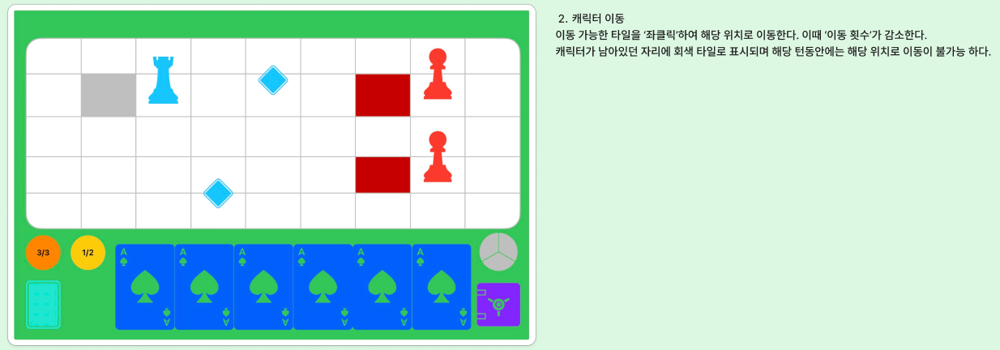 2. 캐릭터 이동
이동 가능한 타일을 ‘좌클릭’하여 해당 위치로 이동한다. 이때 ‘이동 횟수’가 감소한다.
캐릭터가 남아있던 자리에 회색 타일로 표시되며 해당 턴동안에는 해당 위치로 이동이 불가능 하다.
3/3
1/2
A A A A A A
A A A A A A